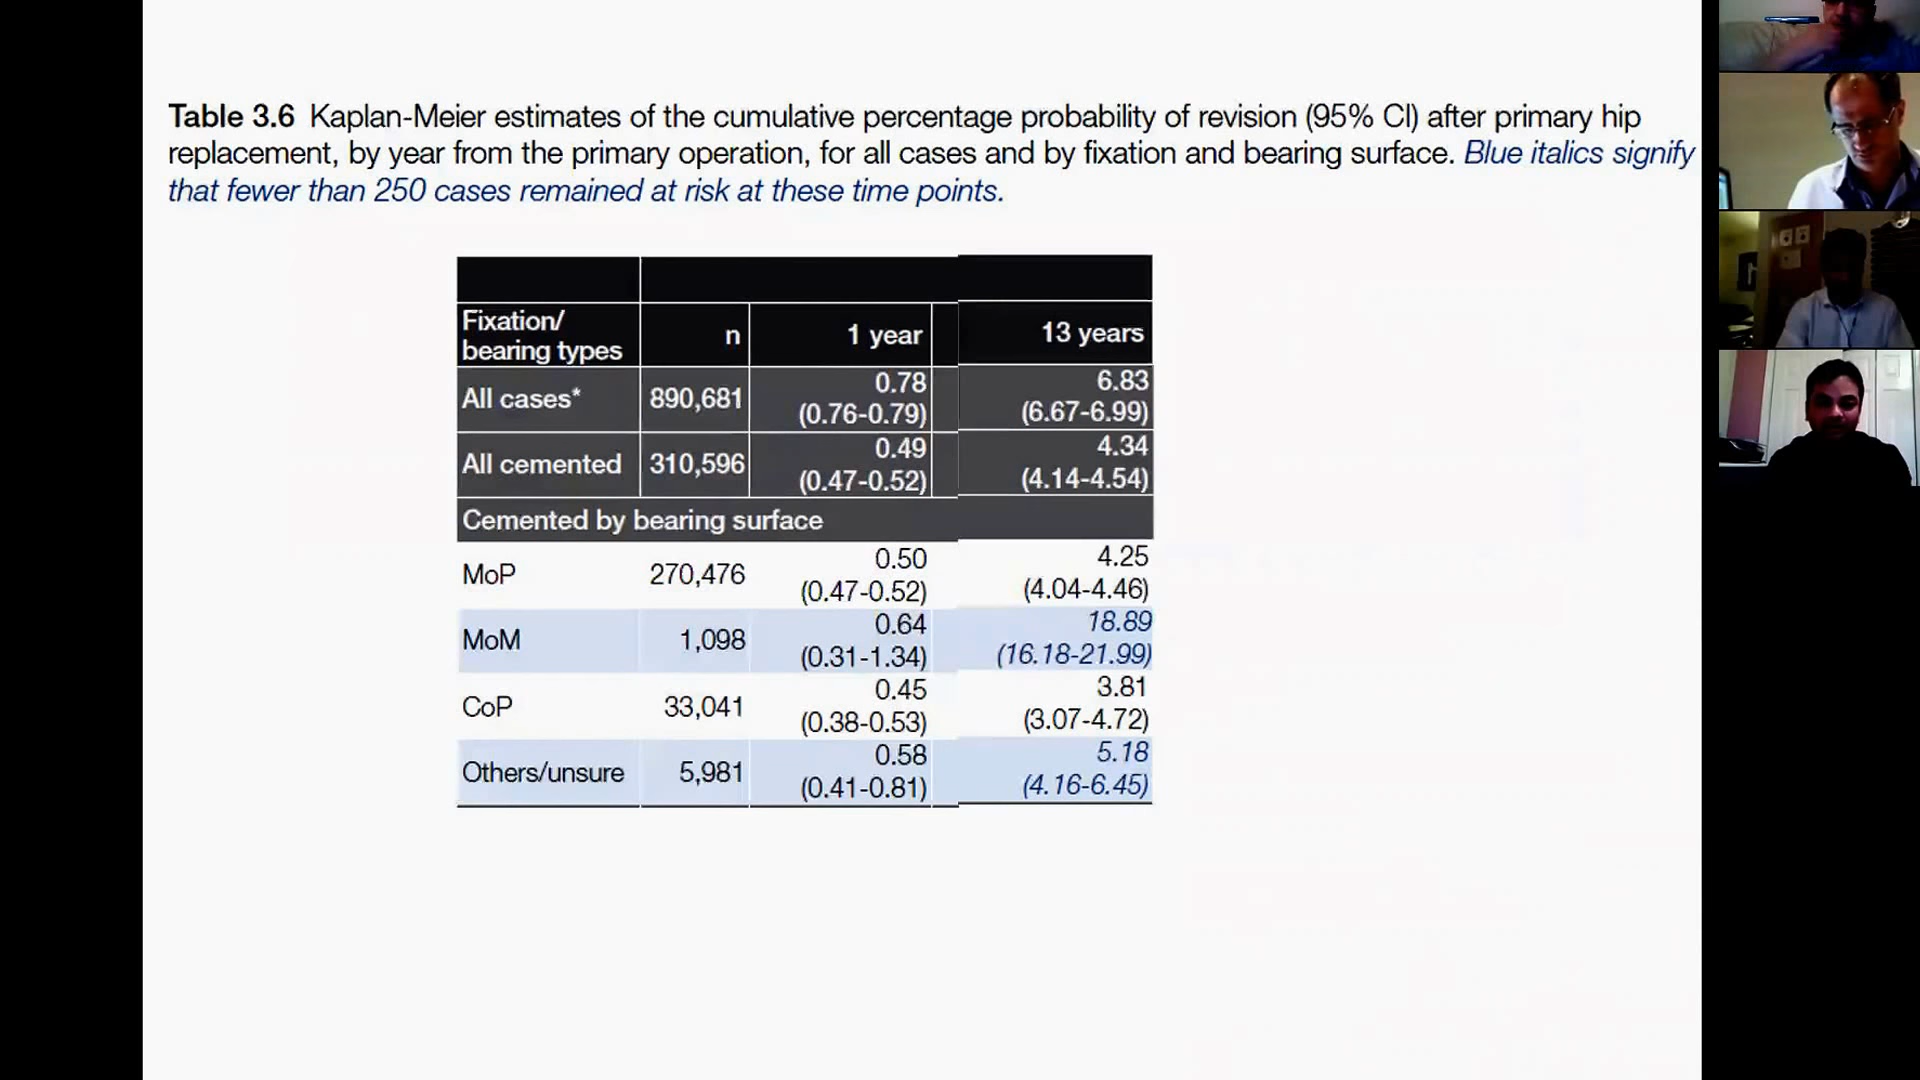 Table 3.6 Kaplan-Meier estimates of the cumulative percentage probability of revision (95% CI) after primary hip
replacement, by year from the primary operation, for all cases and by fixation and bearing surface. Blue italics signify
that fewer than 250 cases remained at risk at these time points.
Fixation/
bearing types n 1 year 13 years
All cases* 890,681 0.78 6.83
(0.76-0.79) (6.67-6.99)
All cemented 310,596 0.49 4.34
(0.47-0.52) (4.14-4.54)
Cemented by bearing surface
MoP 270,476 0.50 4.25
(0.47-0.52) (4.04-4.46)
MoM 1,098 0.64 18.89
(0.31-1.34) (16.18-21.99)
CoP 33,041 0.45 3.81
(0.38-0.53) (3.07-4.72)
Others/unsure 5,981 0.58 5.18
(0.41-0.81) (4.16-6.45)